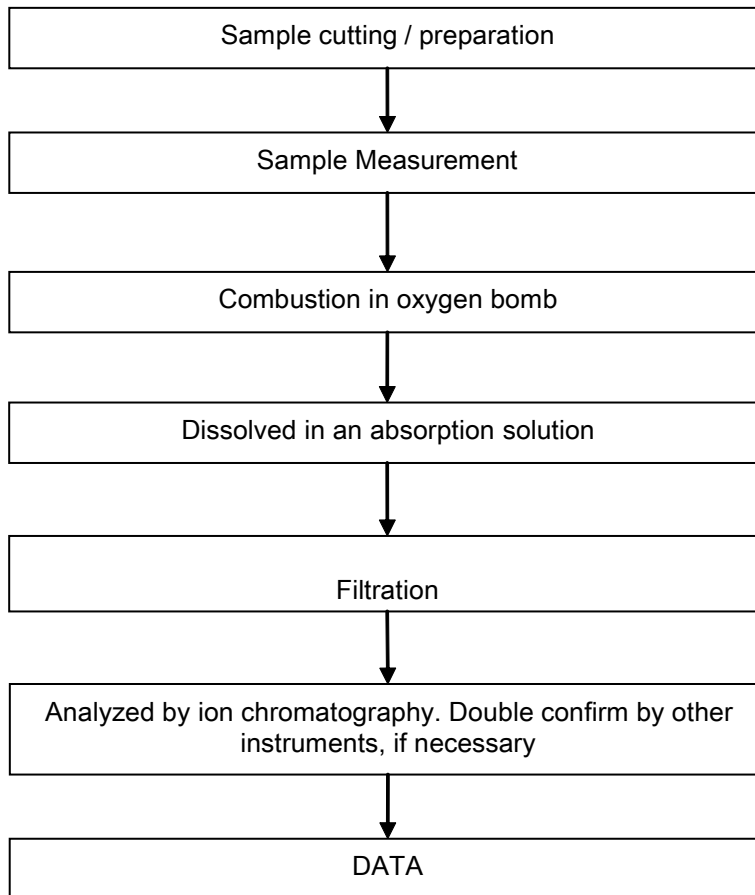 Sample cutting / preparation
Sample Measurement
Combustion in oxygen bomb
Dissolved in an absorption solution
Filtration
Analyzed by ion chromatography. Double confirm by other
instruments, if necessary
DATA